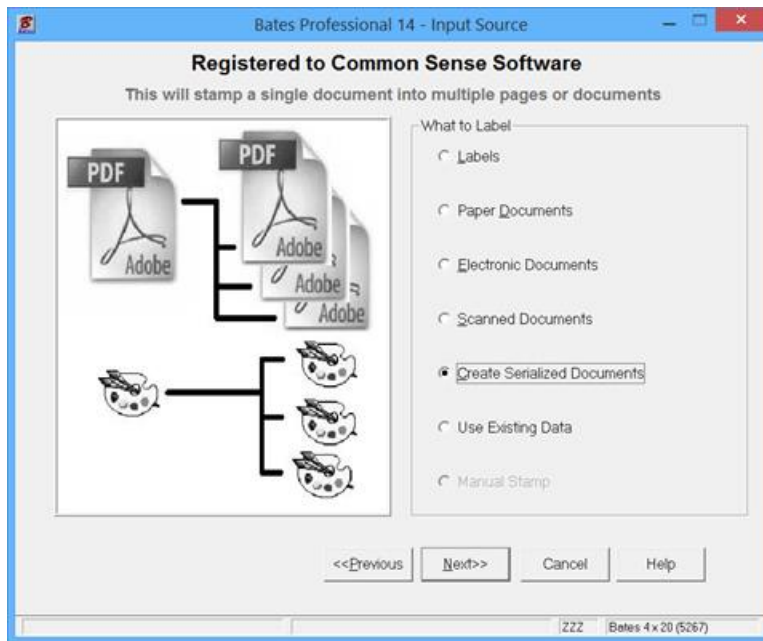 Bates Professional 14 - Input Source
Registered to Common Sense Software
This will stamp a single document into multiple pages or documents
PDF
Adobe
PDF
Adobe
Adobe
Adobe
What to Label
Labels
Paper Documents
Electronic Documents
Scanned Documents
Create Serialized Documents
Use Existing Data
Manual Stamp
<<Previous
Next>>
Cancel
Help
ZZZ
Bates 4 x 20 (5267)